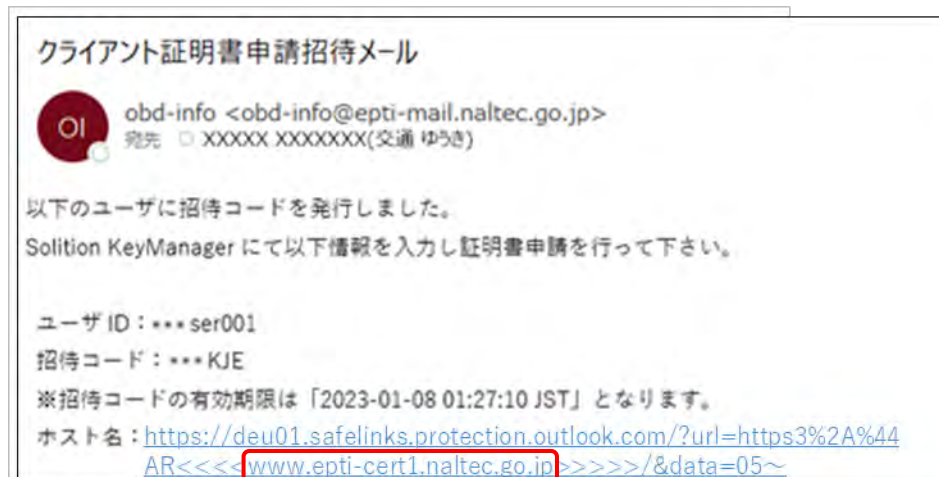 クライアント証明書申請招待メール
OI
obd-info <obd-info@epti-mail.naltec.go.jp>
宛先 XXXXX XXXXXXX(交通 ゆうき)
以下のユーザに招待コードを発行しました。
Solition KeyManager にて以下情報を入力し証明書申請を行って下さい。
ユーザ ID：***ser001
招待コード：***KJE
※招待コードの有効期限は「2023-01-08 01:27:10 JST」となります。
ホスト名：https://deu01.safelinks.protection.outlook.com/?url=https3%2A%44
AR<<<<www.epti-cert1.naltec.go.jp>>>>>/&data=05～